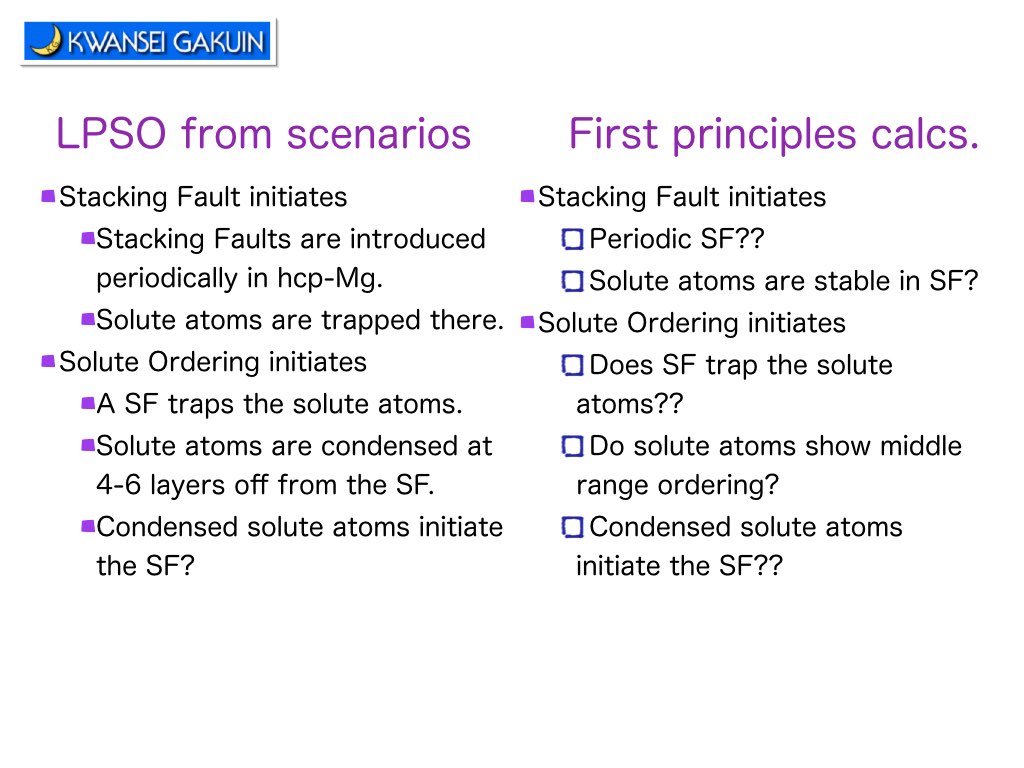 KWANSEI GAKUIN
LPSO from scenarios
Stacking Fault initiates
Stacking Faults are introduced
periodically in hcp-Mg.
Solute atoms are trapped there.
Solute Ordering initiates
A SF traps the solute atoms.
Solute atoms are condensed at
4-6 layers off from the SF.
Condensed solute atoms initiate
the SF?
First principles calcs.
Stacking Fault initiates
Periodic SF??
Solute atoms are stable in SF?
Solute Ordering initiates
Does SF trap the solute
atoms??
Do solute atoms show middle
range ordering?
Condensed solute atoms
initiate the SF??